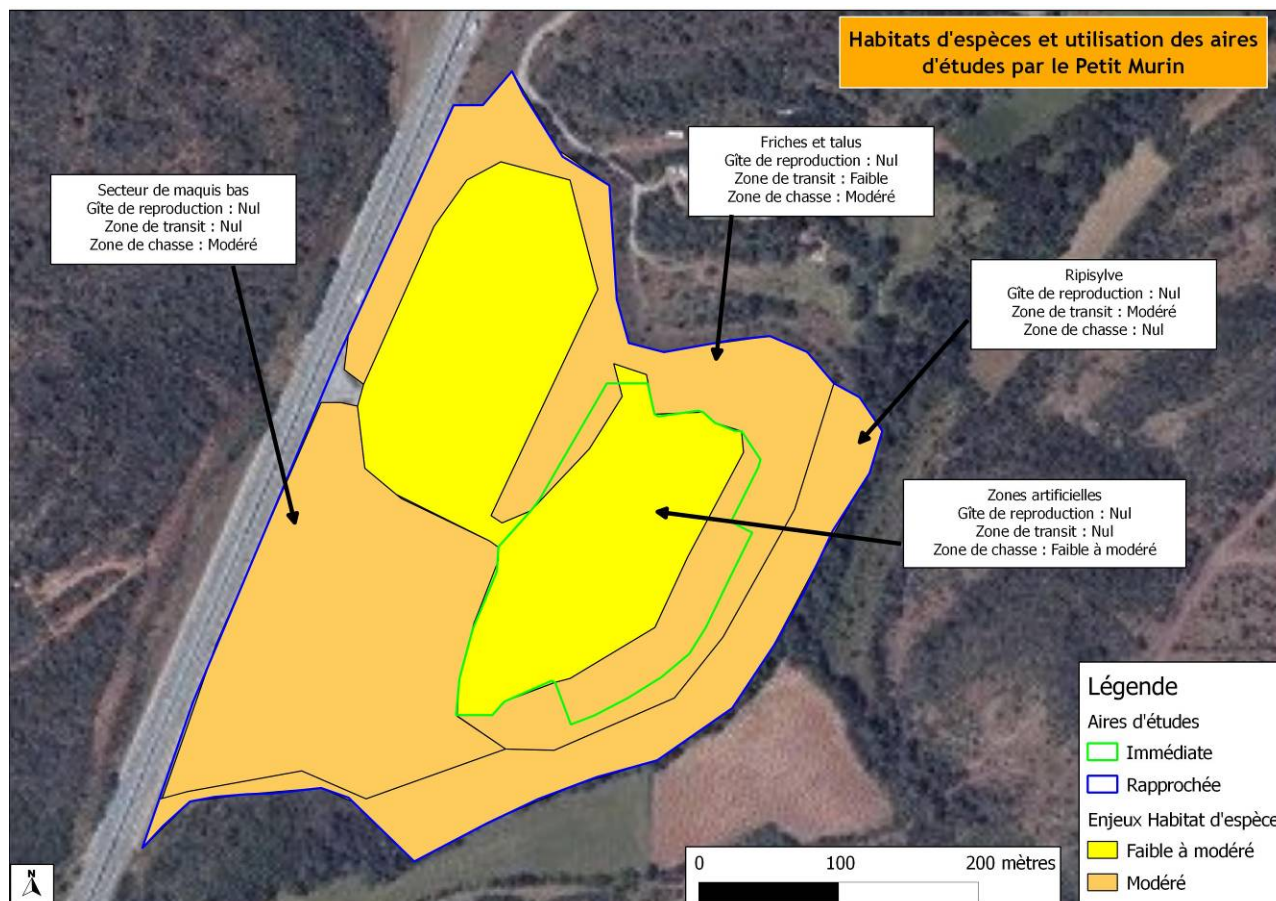 Habitats d'espèces et utilisation des aires
d'études par le Petit Murin
Friches et talus
Gîte de reproduction : Nul
Zone de transit : Faible
Zone de chasse : Modéré
Secteur de maquis bas
Gîte de reproduction : Nul
Zone de transit : Nul
Zone de chasse : Modéré
Ripisylve
Gîte de reproduction : Nul
Zone de transit : Modéré
Zone de chasse : Nul
Zones artificielles
Gîte de reproduction : Nul
Zone de transit : Nul
Zone de chasse : Faible à modéré
Légende
Aires d'études
Immédiate
Rapprochée
Enjeux Habitat d'espèce
Faible à modéré
Modéré
0 100 200 mètres
N